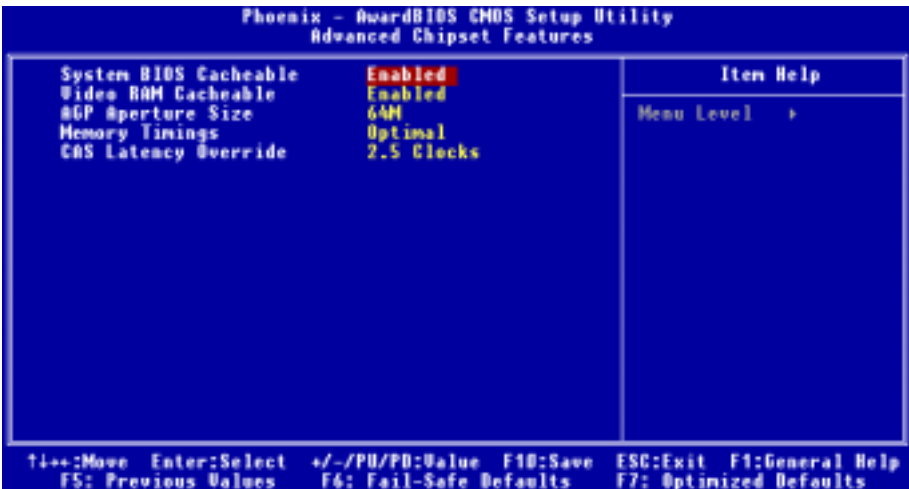 Phoenix - AwardBIOS CMOS Setup Utility
Advanced Chipset Features
System BIOS Cacheable Enabled
Video RAM Cacheable Enabled
AGP Aperture Size 64M
Memory Timings Optimal
CAS Latency Override 2.5 Clocks
Item Help
Menu Level ▸
↑↓→←:Move Enter:Select +/-/PU/PD:Value F10:Save ESC:Exit F1:General Help
F5: Previous Values F6: Fail-Safe Defaults F7: Optimized Defaults